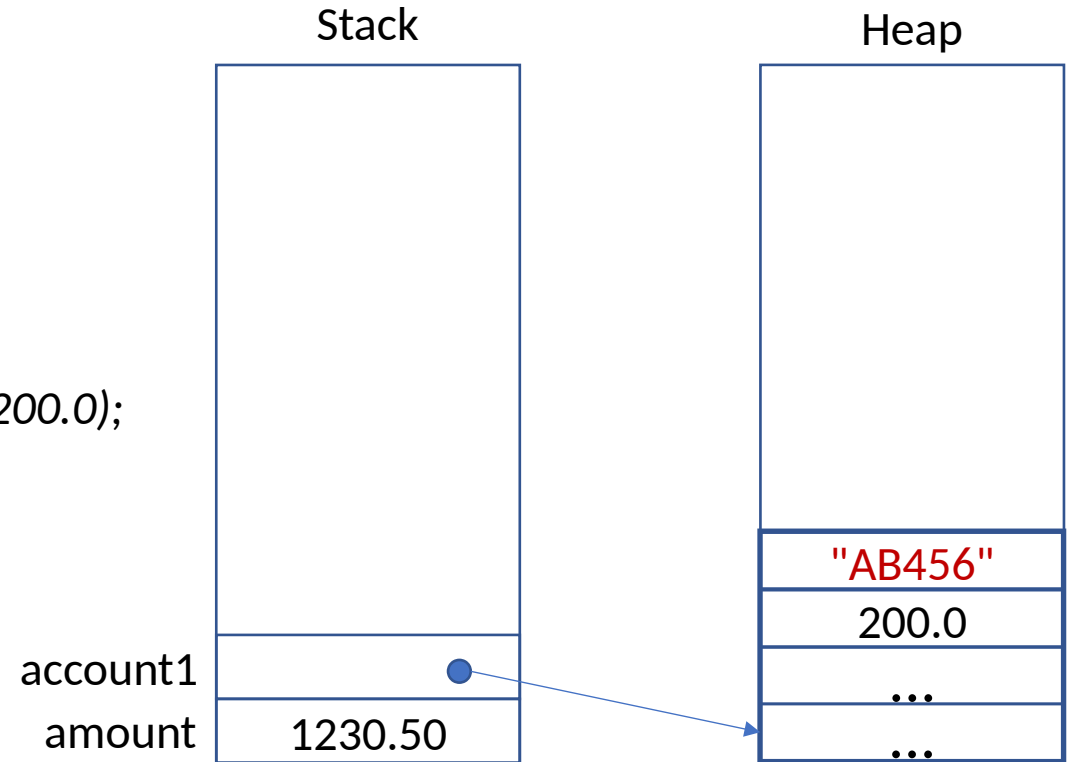 Stack
Heap
200.0);
"AB456"
200.0
account1
...
amount
1230.50
...